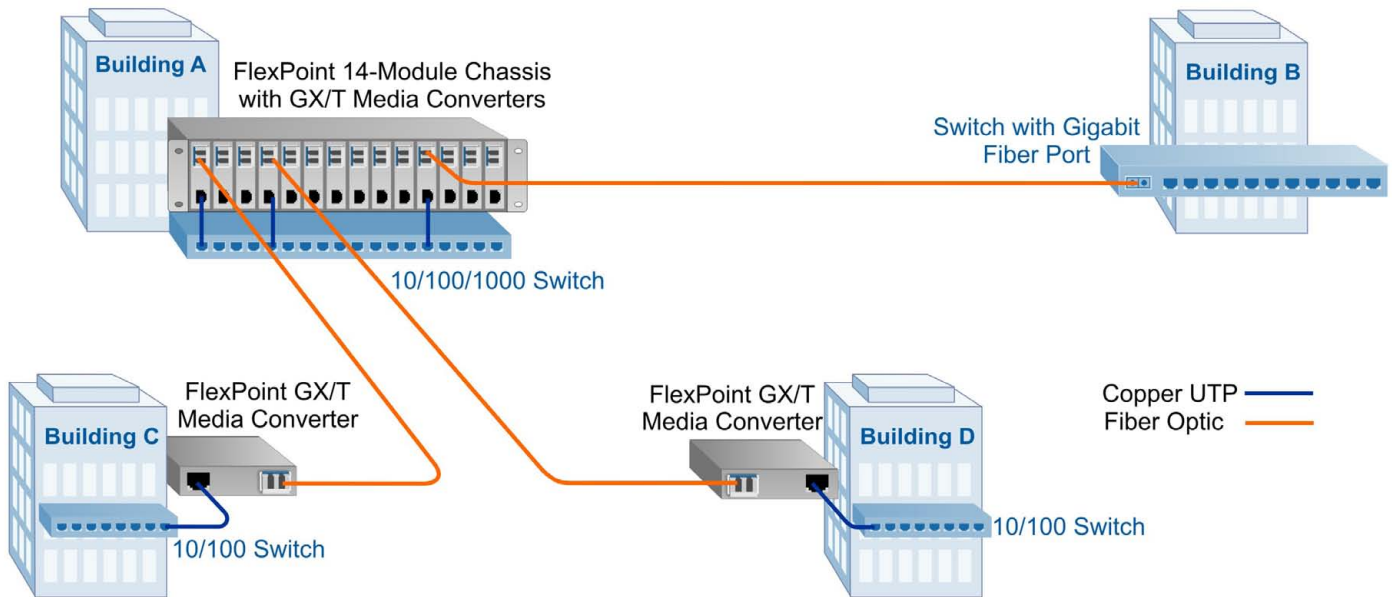 Building A
FlexPoint 14-Module Chassis
with GX/T Media Converters
Building B
Switch with Gigabit
Fiber Port
10/100/1000 Switch
FlexPoint GX/T
Media Converter
Building C
10/100 Switch
FlexPoint GX/T
Media Converter
Building D
10/100 Switch
Copper UTP
Fiber Optic